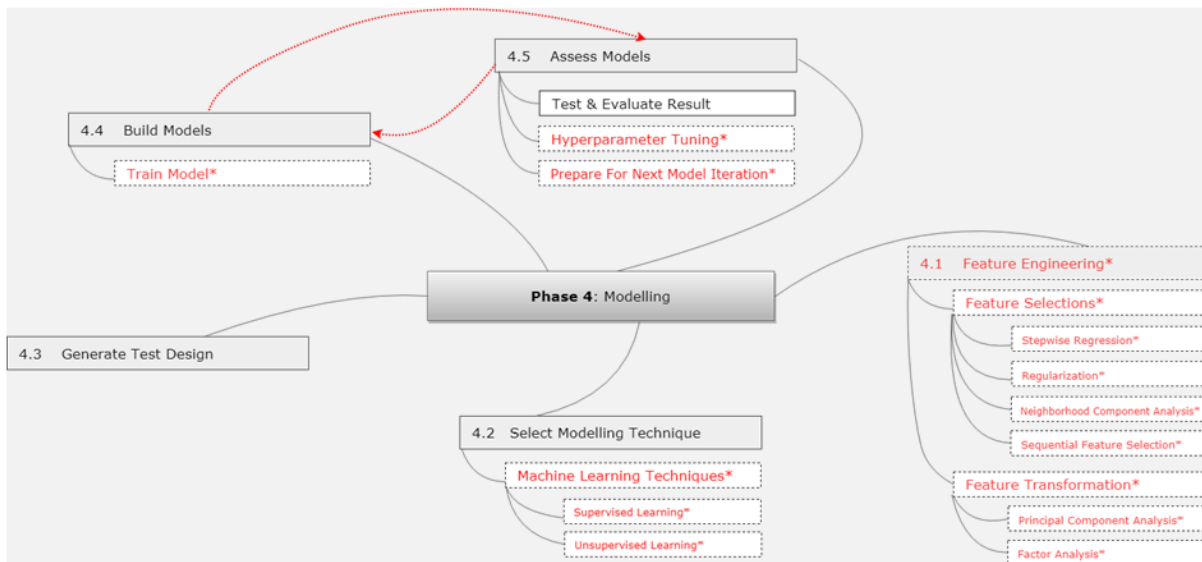 4.5 Assess Models
Test & Evaluate Result
Hyperparameter Tuning*
Prepare For Next Model Iteration*
4.4 Build Models
Train Model*
Phase 4: Modelling
4.1 Feature Engineering*
Feature Selections*
Stepwise Regression*
Regularization*
Neighborhood Component Analysis*
Sequential Feature Selection*
Feature Transformation*
Principal Component Analysis*
Factor Analysis*
4.3 Generate Test Design
4.2 Select Modelling Technique
Machine Learning Techniques*
Supervised Learning*
Unsupervised Learning*